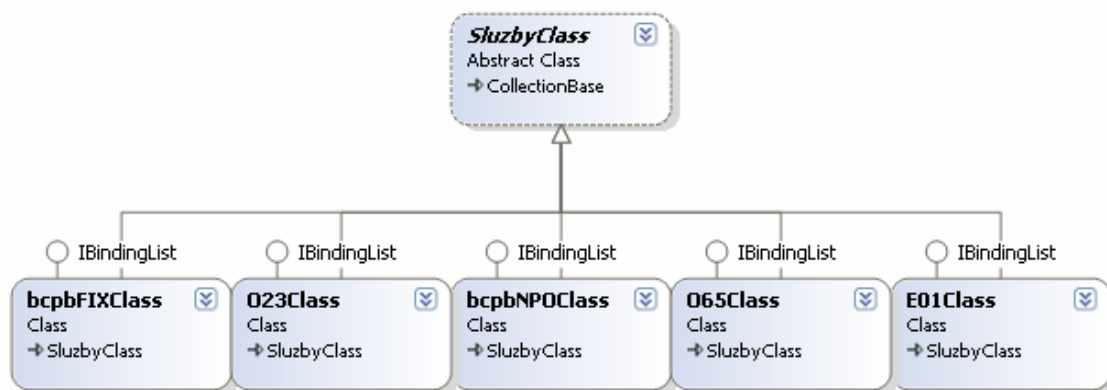 SluzbyClass
Abstract Class
CollectionBase
IBindingList
IBindingList
IBindingList
IBindingList
IBindingList
bcpbFIXClass
Class
SluzbyClass
O23Class
Class
SluzbyClass
bcpbNPOClass
Class
SluzbyClass
O65Class
Class
SluzbyClass
E01Class
Class
SluzbyClass